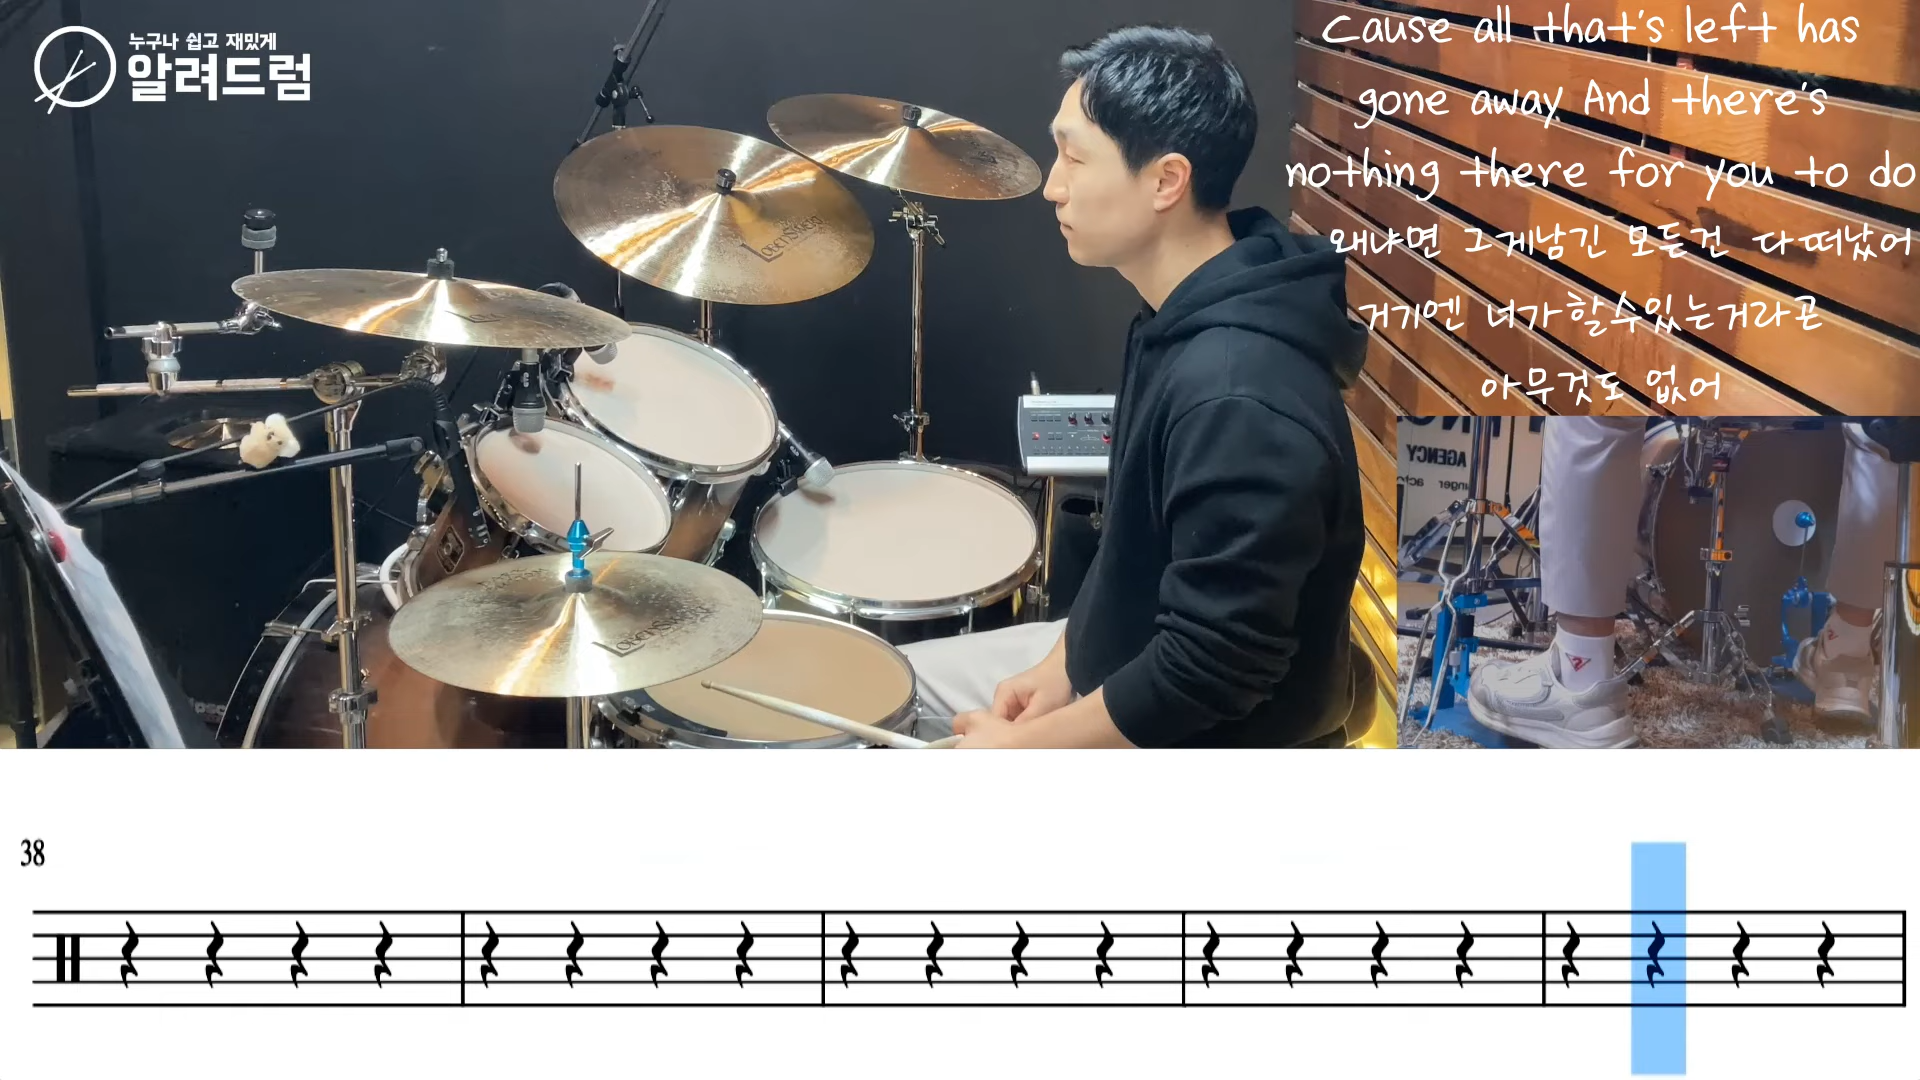 누구나 쉽고 재밌게
알려드럼
Cause all that's left has
gone away. And there's
nothing there for you to do
왜냐면 그게남긴 모든건 다 떠났어
거기엔 너가할수있는거라곤
아무것도 없어
LOBENSWERT
LOBENSWERT
AGENCY
38